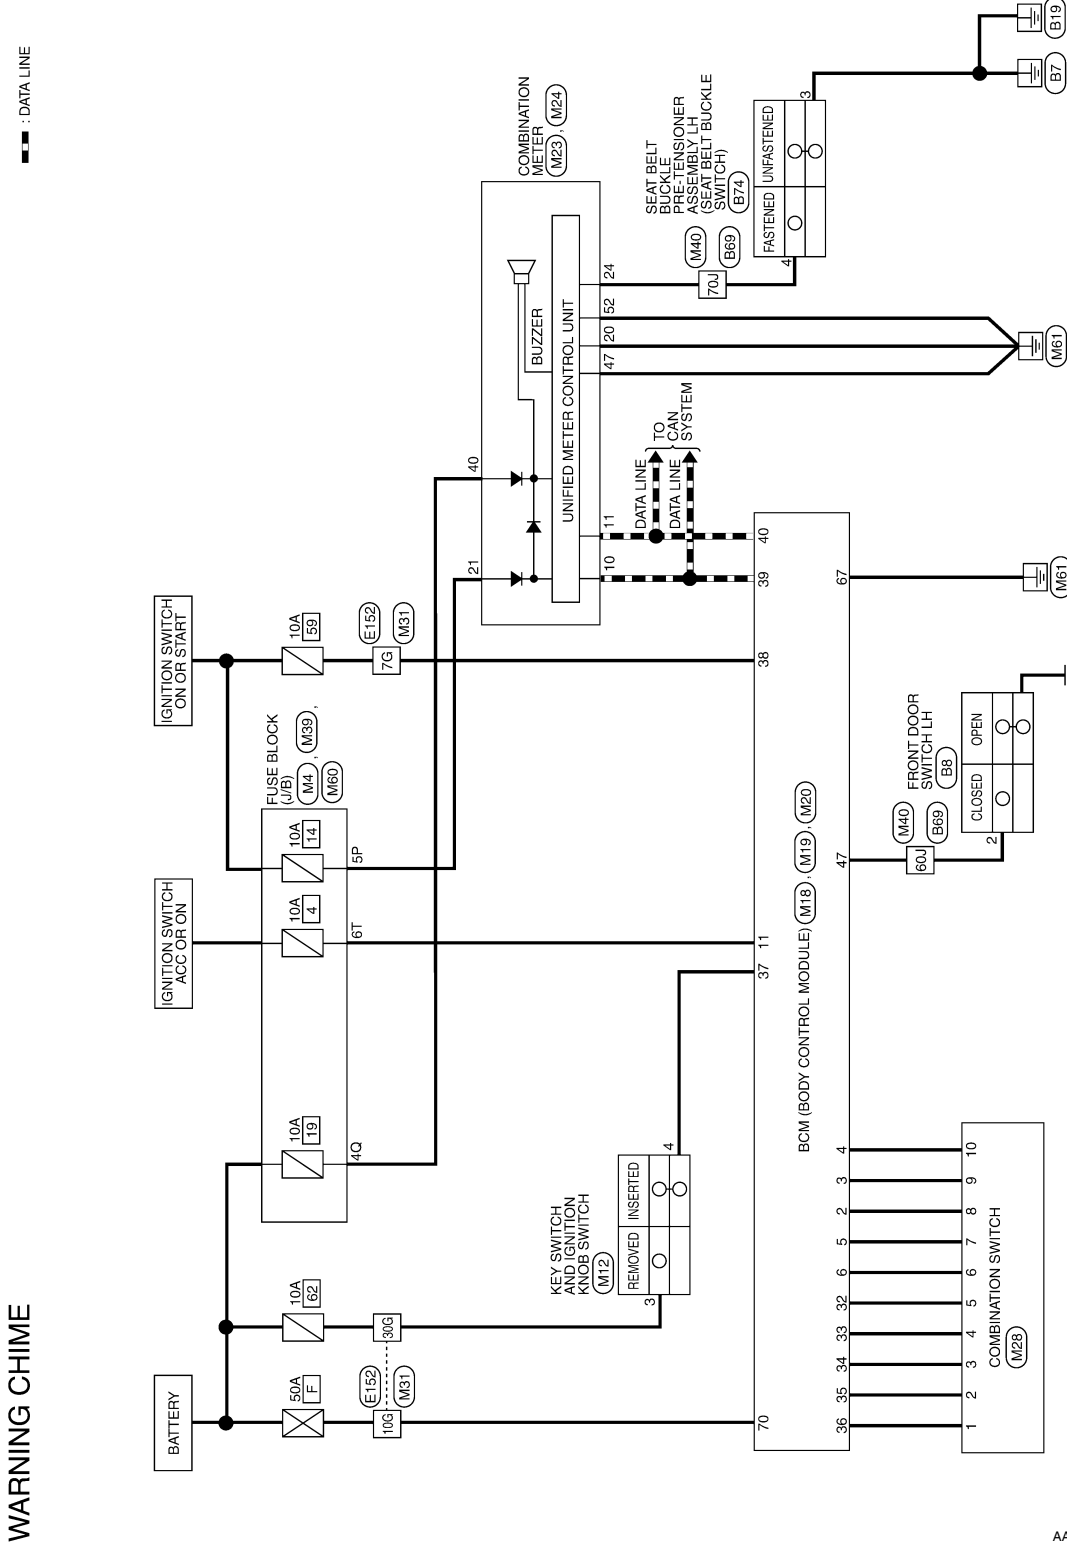 WARNING CHIME
: DATA LINE
BATTERY
IGNITION SWITCH
ACC OR ON
IGNITION SWITCH
ON OR START
50A
F
10A
62
10A
19
10A
4
10A
14
10A
59
FUSE BLOCK
(J/B)
M4 , M39 ,
M60
4Q
6T
5P
10G
30G
E152
M31
7G
E152
M31
21
40
COMBINATION
METER
M23 , M24
BUZZER
UNIFIED METER CONTROL UNIT
10
11
47
20
52
24
DATA LINE
DATA LINE
TO
CAN
SYSTEM
M61
70J
M40
B69
SEAT BELT
BUCKLE
PRE-TENSIONER
ASSEMBLY LH
(SEAT BELT BUCKLE
SWITCH)
B74
FASTENED
UNFASTENED
4
3
B7
B19
KEY SWITCH
AND IGNITION
KNOB SWITCH
M12
REMOVED
INSERTED
3
4
70
37
11
38
39
40
BCM (BODY CONTROL MODULE) M18 , M19 , M20
36
35
34
33
32
6
5
2
3
4
47
67
1
2
3
4
5
6
7
8
9
10
COMBINATION SWITCH
M28
60J
M40
B69
FRONT DOOR
SWITCH LH
B8
CLOSED
OPEN
2
M61
AA